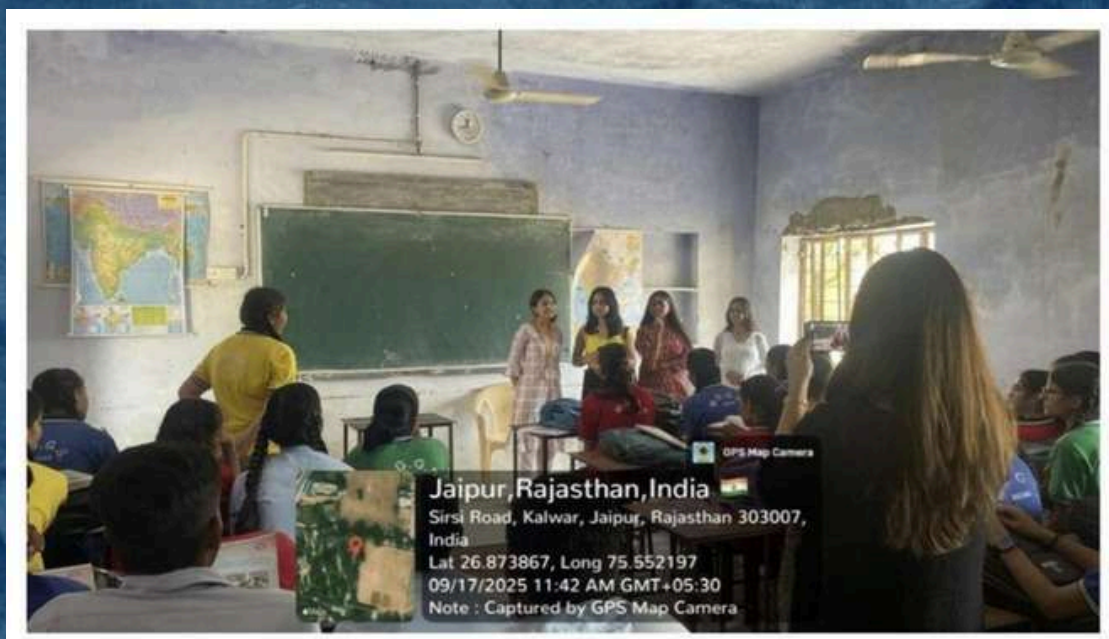 GPS Map Camera
Jaipur,Rajasthan,India
Sirsi Road, Kalwar, Jaipur, Rajasthan 303007,
India
Lat 26.873867, Long 75.552197
09/17/2025 11:42 AM GMT+05:30
Note : Captured by GPS Map Camera